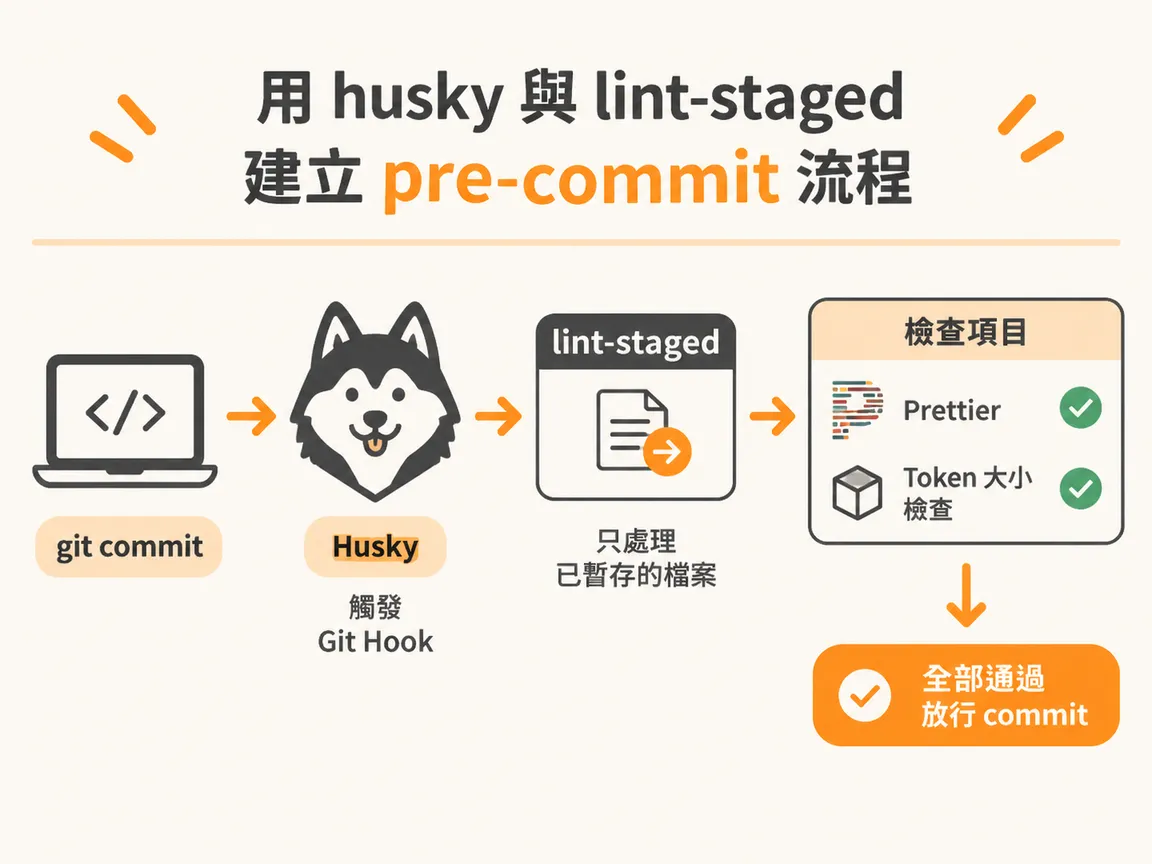 用 husky 與 lint-staged
建立 pre-commit 流程
git commit
Husky
觸發
Git Hook
lint-staged
只處理
已暫存的檔案
檢查項目
Prettier
Token 大小
檢查
全部通過
放行 commit